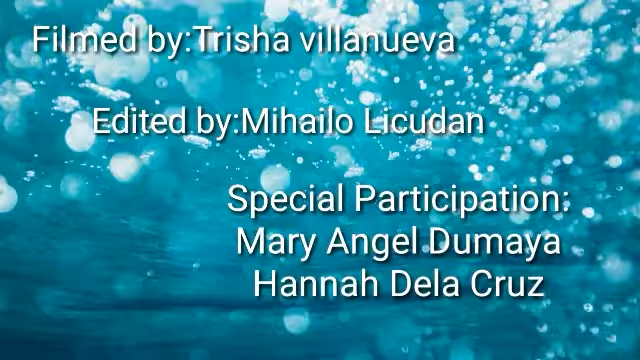 Filmed by:Trisha villanueva
Edited by:Mihailo Licudan
Special Participation:
Mary Angel Dumaya
Hannah Dela Cruz